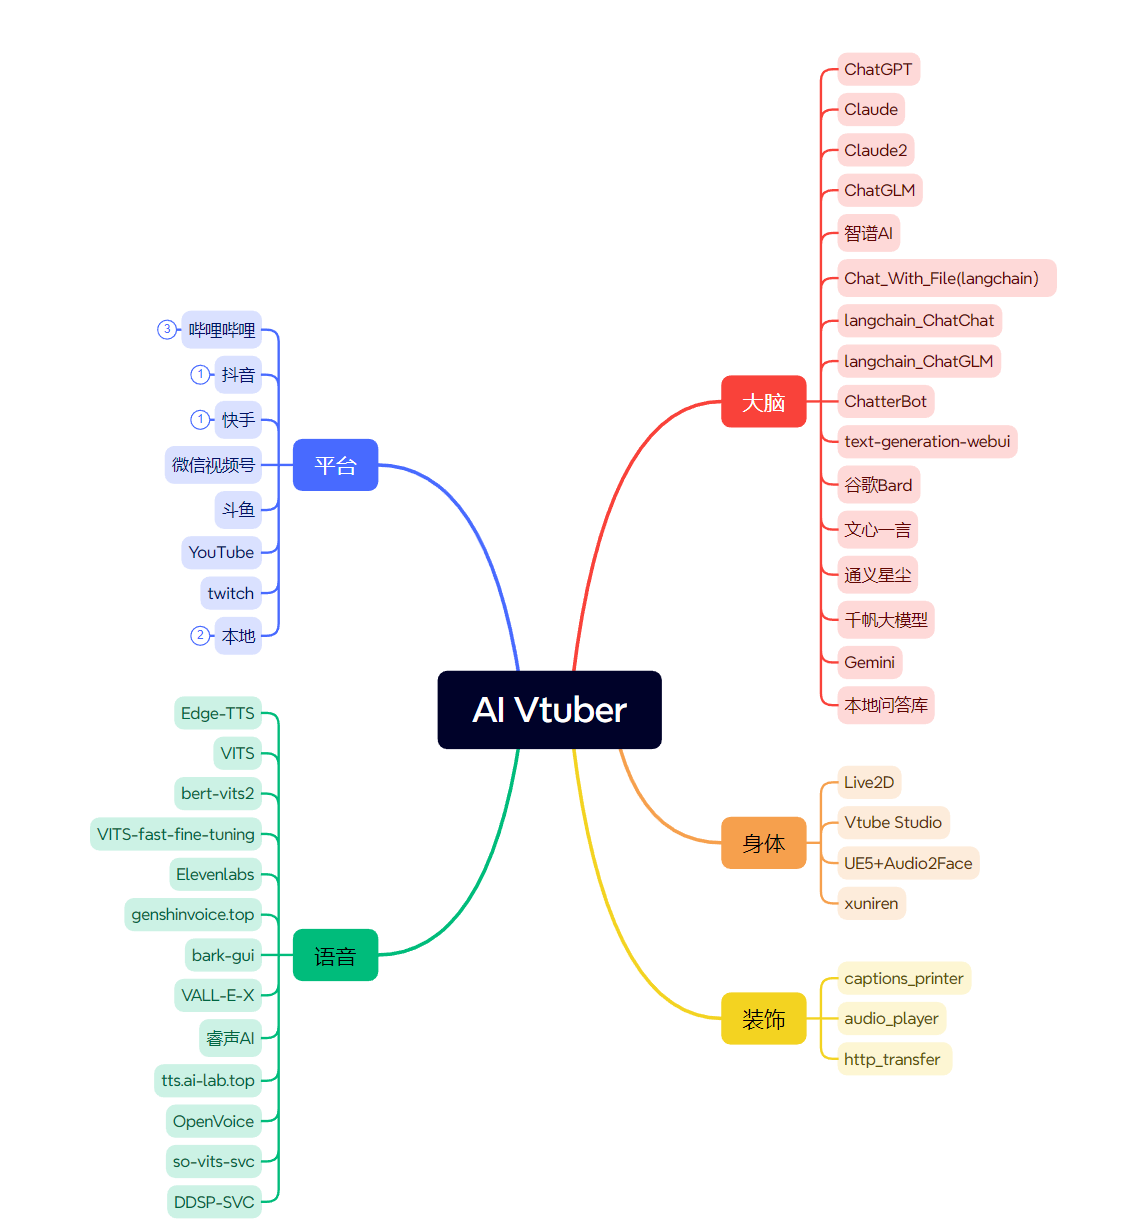 AI Vtuber
大脑
ChatGPT
Claude
Claude2
ChatGLM
智谱AI
Chat_With_File(langchain）
langchain_ChatChat
langchain_ChatGLM
ChatterBot
text-generation-webui
谷歌Bard
文心一言
通义星尘
千帆大模型
Gemini
本地问答库
身体
Live2D
Vtube Studio
UE5+Audio2Face
xuniren
装饰
captions_printer
audio_player
http_transfer
平台
3 哔哩哔哩
1 抖音
1 快手
微信视频号
斗鱼
YouTube
twitch
2 本地
语音
Edge-TTS
VITS
bert-vits2
VITS-fast-fine-tuning
Elevenlabs
genshinvoice.top
bark-gui
VALL-E-X
睿声AI
tts.ai-lab.top
OpenVoice
so-vits-svc
DDSP-SVC